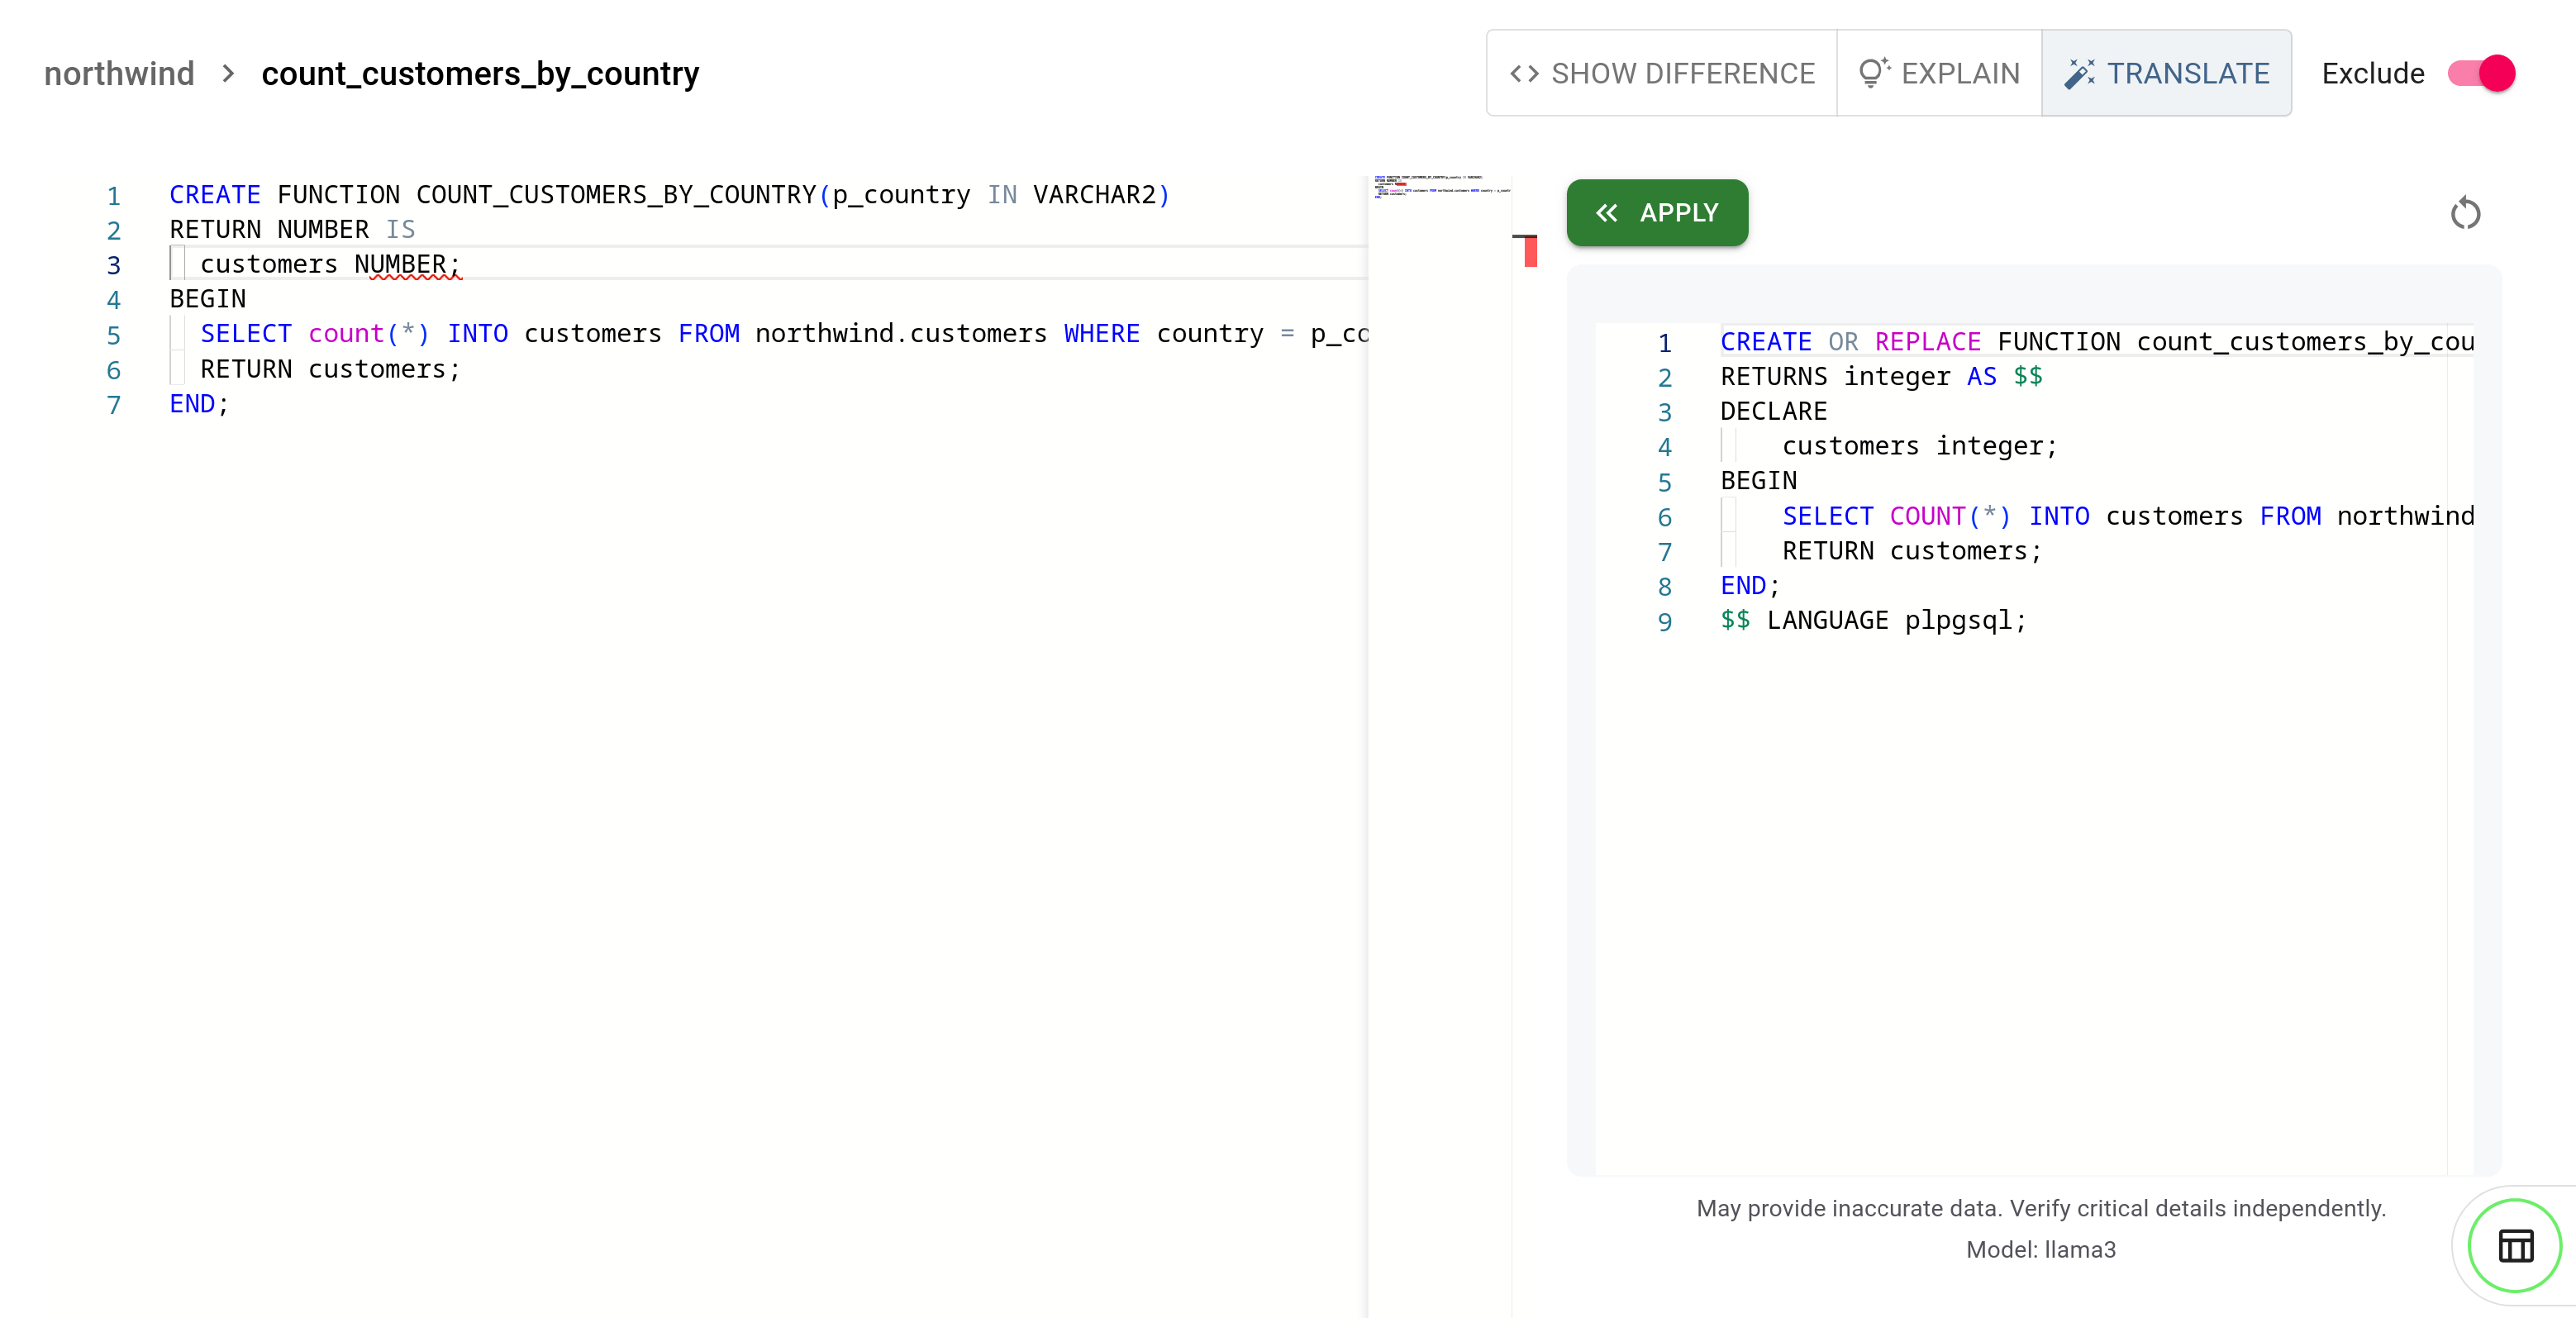 northwind > count_customers_by_country
<> SHOW DIFFERENCE EXPLAIN TRANSLATE Exclude
1 CREATE FUNCTION COUNT_CUSTOMERS_BY_COUNTRY(p_country IN VARCHAR2)
2 RETURN NUMBER IS
3 customers NUMBER;
4 BEGIN
5 SELECT count(*) INTO customers FROM northwind.customers WHERE country = p_co
6 RETURN customers;
7 END;
« APPLY
1 CREATE OR REPLACE FUNCTION count_customers_by_cou
2 RETURNS integer AS $$
3 DECLARE
4 customers integer;
5 BEGIN
6 SELECT COUNT(*) INTO customers FROM northwind
7 RETURN customers;
8 END;
9 $$ LANGUAGE plpgsql;
May provide inaccurate data. Verify critical details independently.
Model: llama3